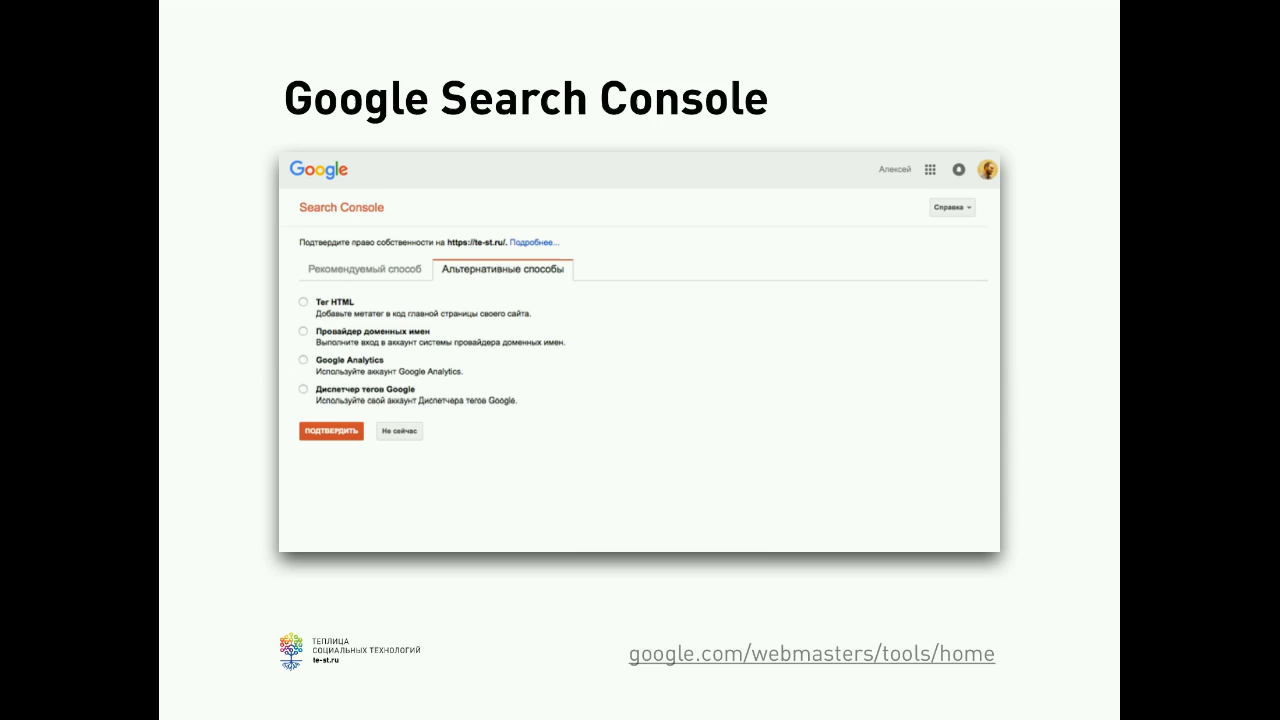 Google Search Console
Google
Алексей
Search Console
Справка
Подтвердите право собственности на https://te-st.ru/. Подробнее...
Рекомендуемый способ
Альтернативные способы
Тег HTML
Добавьте метатег в код главной страницы своего сайта.
Провайдер доменных имен
Выполните вход в аккаунт системы провайдера доменных имен.
Google Analytics
Используйте аккаунт Google Analytics.
Диспетчер тегов Google
Используйте свой аккаунт Диспетчера тегов Google.
ПОДТВЕРДИТЬ
Не сейчас
ТЕПЛИЦА
СОЦИАЛЬНЫХ ТЕХНОЛОГИЙ
te-st.ru
google.com/webmasters/tools/home